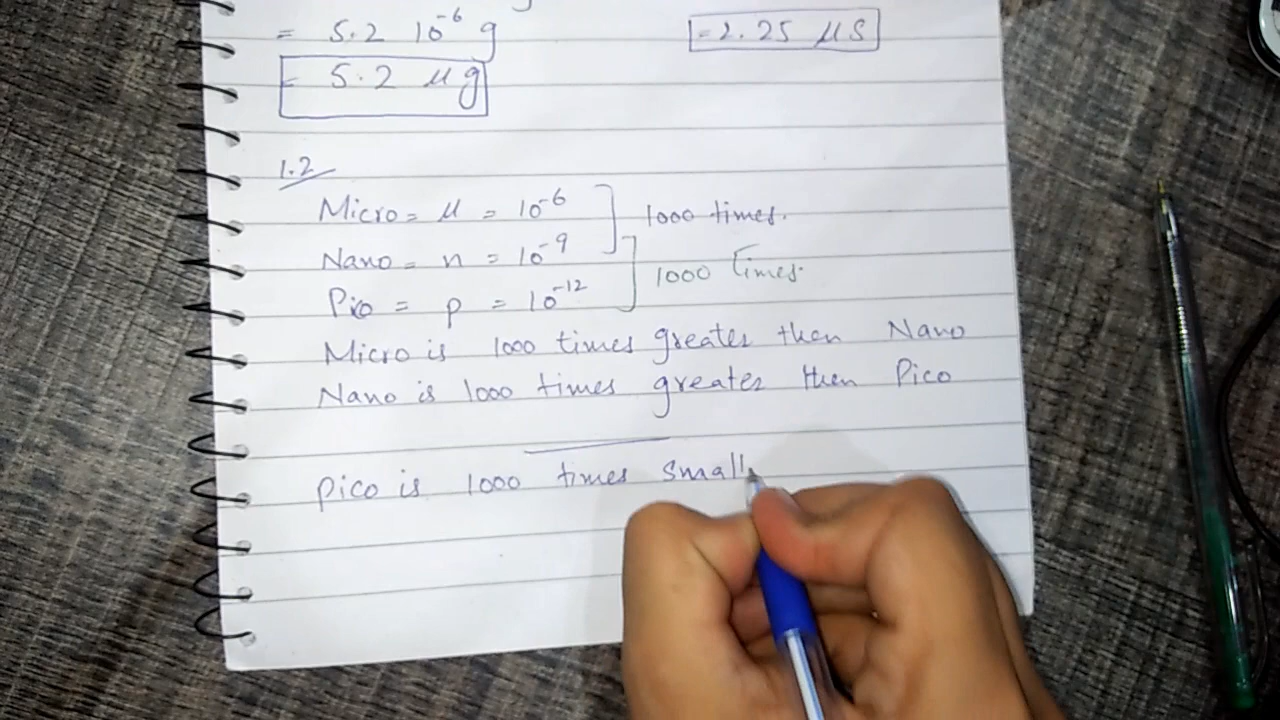 = 5.2 10⁻⁶ g
= 2.25 μs
= 5.2 μg
1.2
Micro = μ = 10⁻⁶
1000 times.
Nano = n = 10⁻⁹
1000 times.
Pico = p = 10⁻¹²
Micro is 1000 times greater then Nano
Nano is 1000 times greater then Pico
Pico is 1000 times small